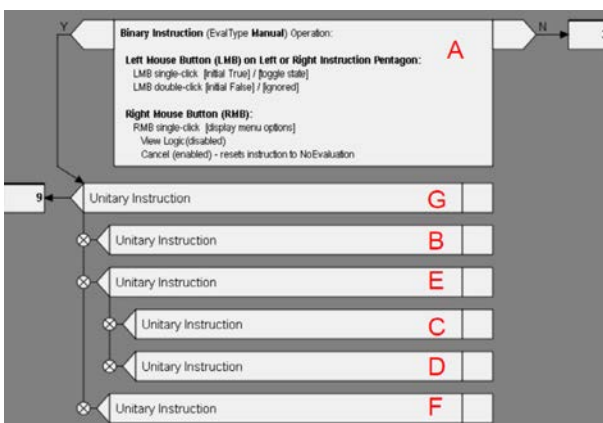 Y
Binary Instruction (EvalType Manual) Operation:
N
A
Left Mouse Button (LMB) on Left or Right Instruction Pentagon:
LMB single-click [initial True] / [toggle state]
LMB double-click [initial False] / [ignored]
Right Mouse Button (RMB):
RMB single-click [display menu options]
View Logic(disabled)
Cancel (enabled) - resets instruction to NoEvaluation
9
Unitary Instruction G
Unitary Instruction B
Unitary Instruction E
Unitary Instruction C
Unitary Instruction D
Unitary Instruction F